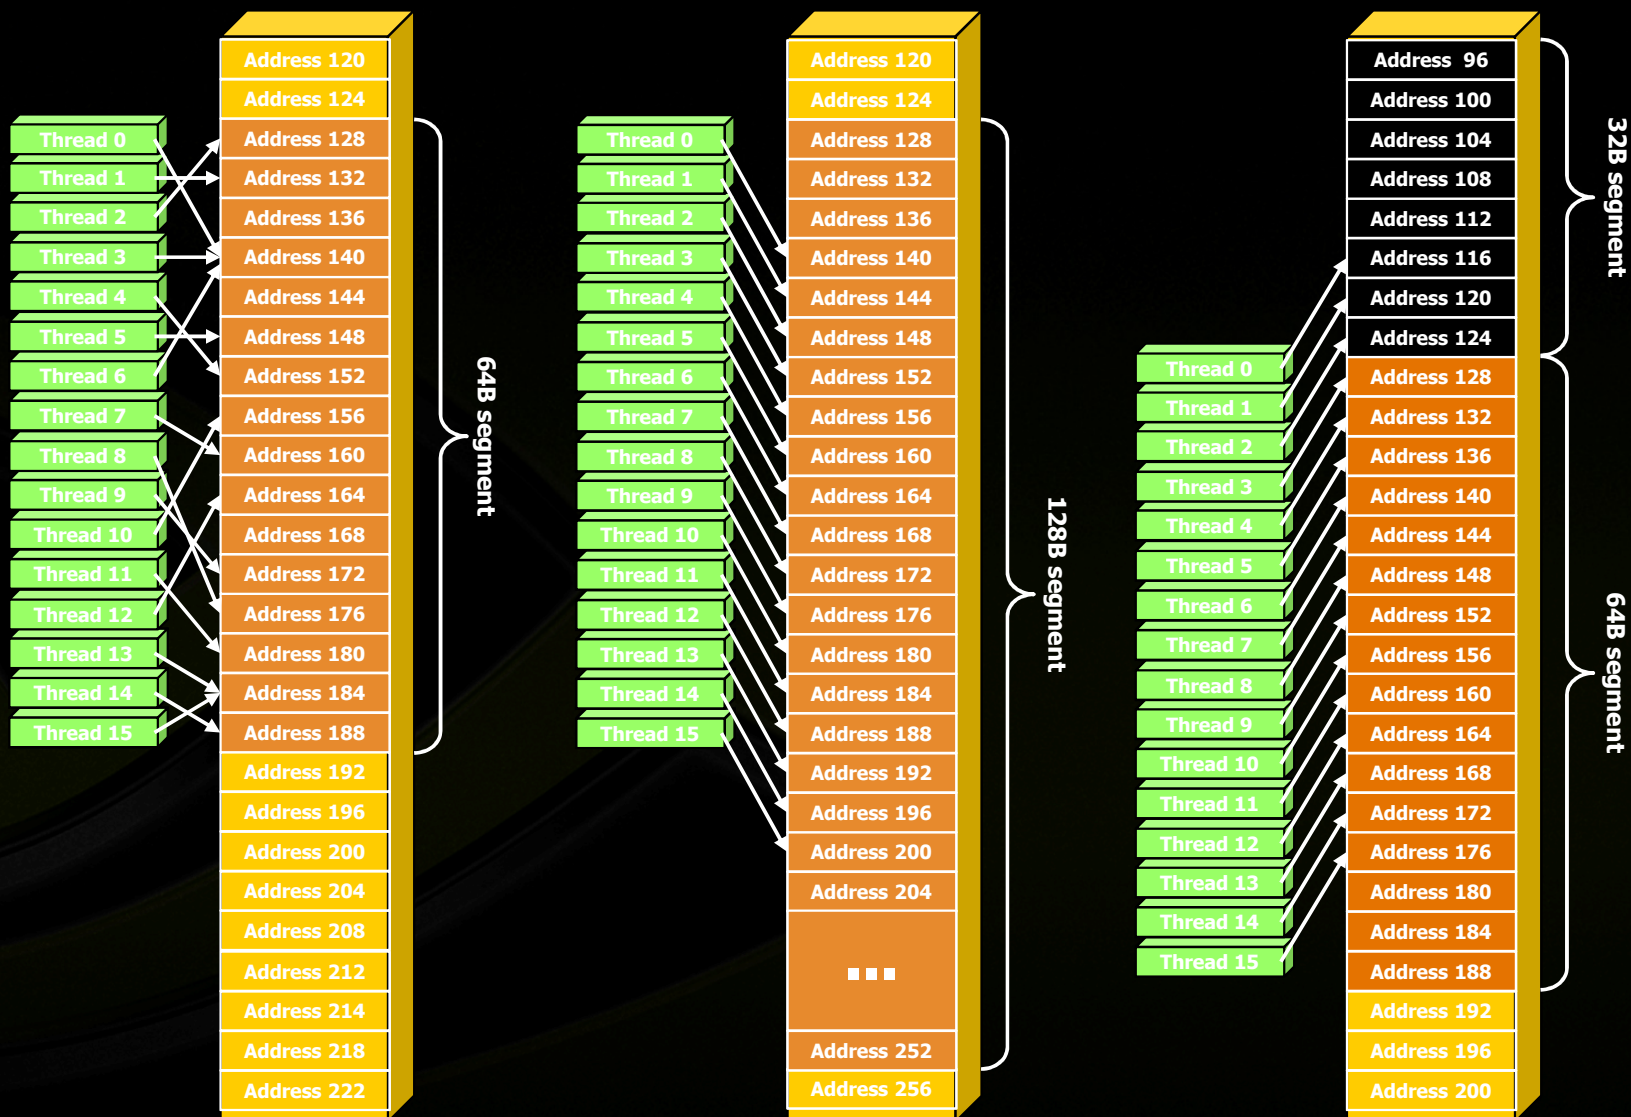 Address 120
Address 124
Address 128
Address 132
Address 136
Address 140
Address 144
Address 148
Address 152
Address 156
Address 160
Address 164
Address 168
Address 172
Address 176
Address 180
Address 184
Address 188
Address 192
Address 196
Address 200
Address 204
Address 208
Address 212
Address 214
Address 218
Address 222
Thread 0
Thread 1
Thread 2
Thread 3
Thread 4
Thread 5
Thread 6
Thread 7
Thread 8
Thread 9
Thread 10
Thread 11
Thread 12
Thread 13
Thread 14
Thread 15
64B segment
Address 120
Address 124
Address 128
Address 132
Address 136
Address 140
Address 144
Address 148
Address 152
Address 156
Address 160
Address 164
Address 168
Address 172
Address 176
Address 180
Address 184
Address 188
Address 192
Address 196
Address 200
Address 204
...
Address 252
Address 256
Thread 0
Thread 1
Thread 2
Thread 3
Thread 4
Thread 5
Thread 6
Thread 7
Thread 8
Thread 9
Thread 10
Thread 11
Thread 12
Thread 13
Thread 14
Thread 15
128B segment
Address 96
Address 100
Address 104
Address 108
Address 112
Address 116
Address 120
Address 124
Address 128
Address 132
Address 136
Address 140
Address 144
Address 148
Address 152
Address 156
Address 160
Address 164
Address 168
Address 172
Address 176
Address 180
Address 184
Address 188
Address 192
Address 196
Address 200
Thread 0
Thread 1
Thread 2
Thread 3
Thread 4
Thread 5
Thread 6
Thread 7
Thread 8
Thread 9
Thread 10
Thread 11
Thread 12
Thread 13
Thread 14
Thread 15
32B segment
64B segment